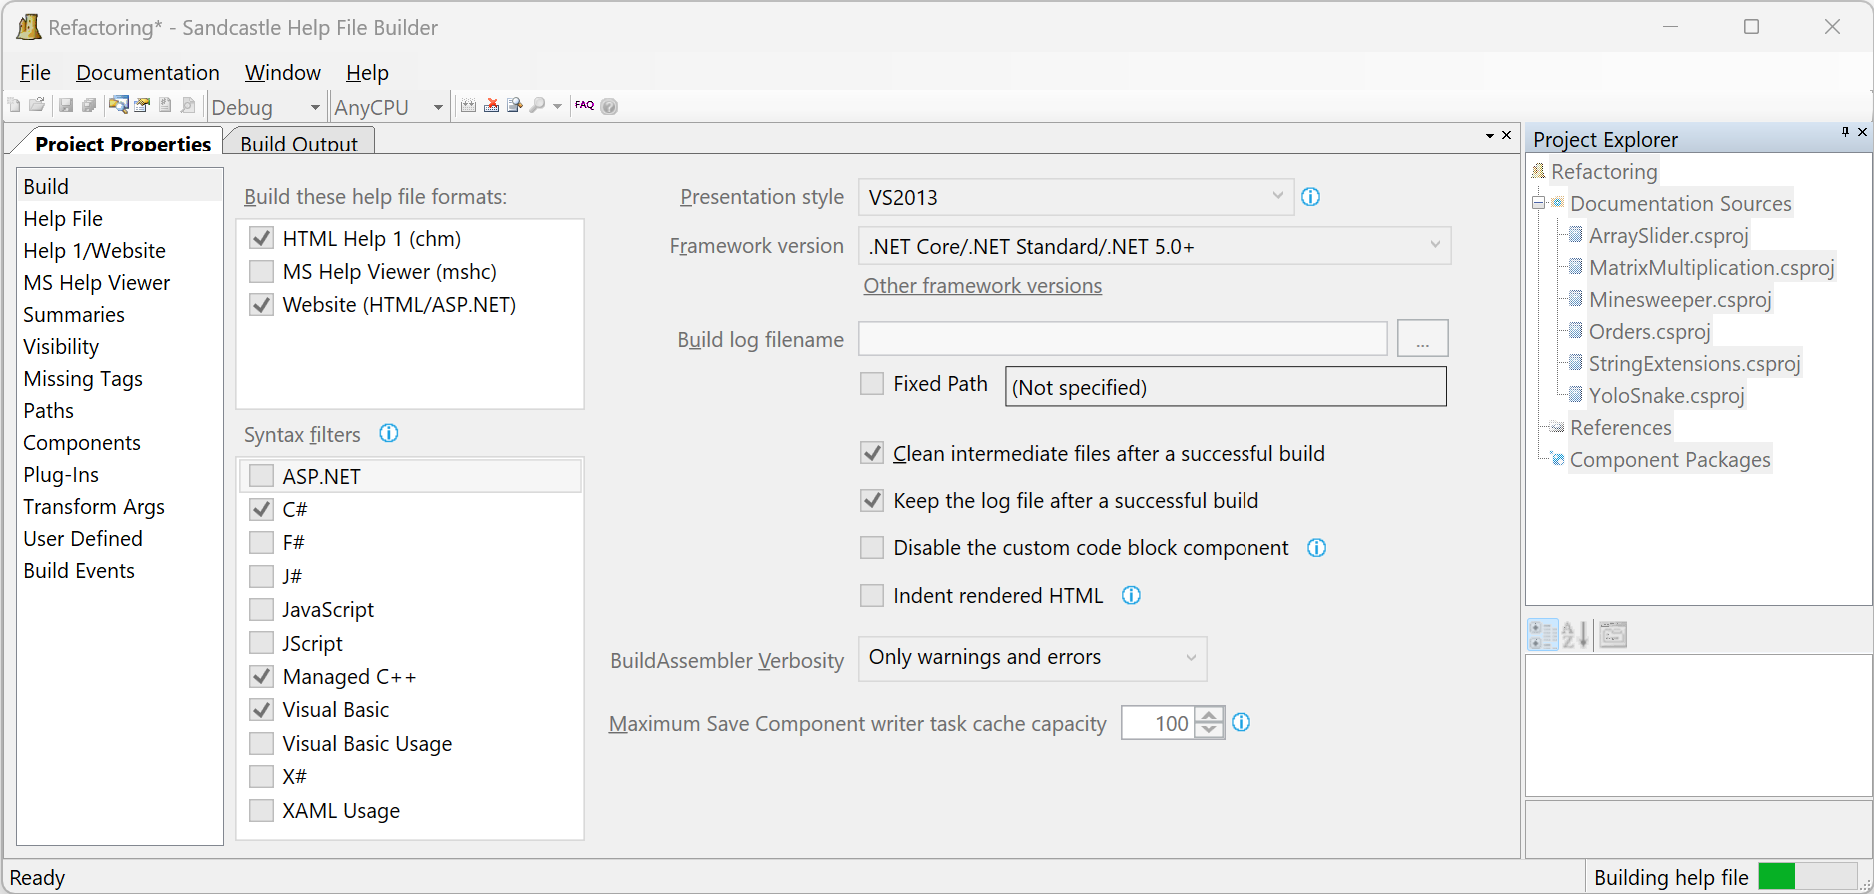 Refactoring* - Sandcastle Help File Builder
File Documentation Window Help
Debug AnyCPU FAQ
Project Properties Build Output
Build
Help File
Help 1/Website
MS Help Viewer
Summaries
Visibility
Missing Tags
Paths
Components
Plug-Ins
Transform Args
User Defined
Build Events
Build these help file formats:
HTML Help 1 (chm)
MS Help Viewer (mshc)
Website (HTML/ASP.NET)
Syntax filters
ASP.NET
C#
F#
J#
JavaScript
JScript
Managed C++
Visual Basic
Visual Basic Usage
X#
XAML Usage
Presentation style VS2013
Framework version .NET Core/.NET Standard/.NET 5.0+
Other framework versions
Build log filename ...
Fixed Path (Not specified)
Clean intermediate files after a successful build
Keep the log file after a successful build
Disable the custom code block component
Indent rendered HTML
BuildAssembler Verbosity Only warnings and errors
Maximum Save Component writer task cache capacity 100
Project Explorer
Refactoring
Documentation Sources
ArraySlider.csproj
MatrixMultiplication.csproj
Minesweeper.csproj
Orders.csproj
StringExtensions.csproj
YoloSnake.csproj
References
Component Packages
Ready
Building help file